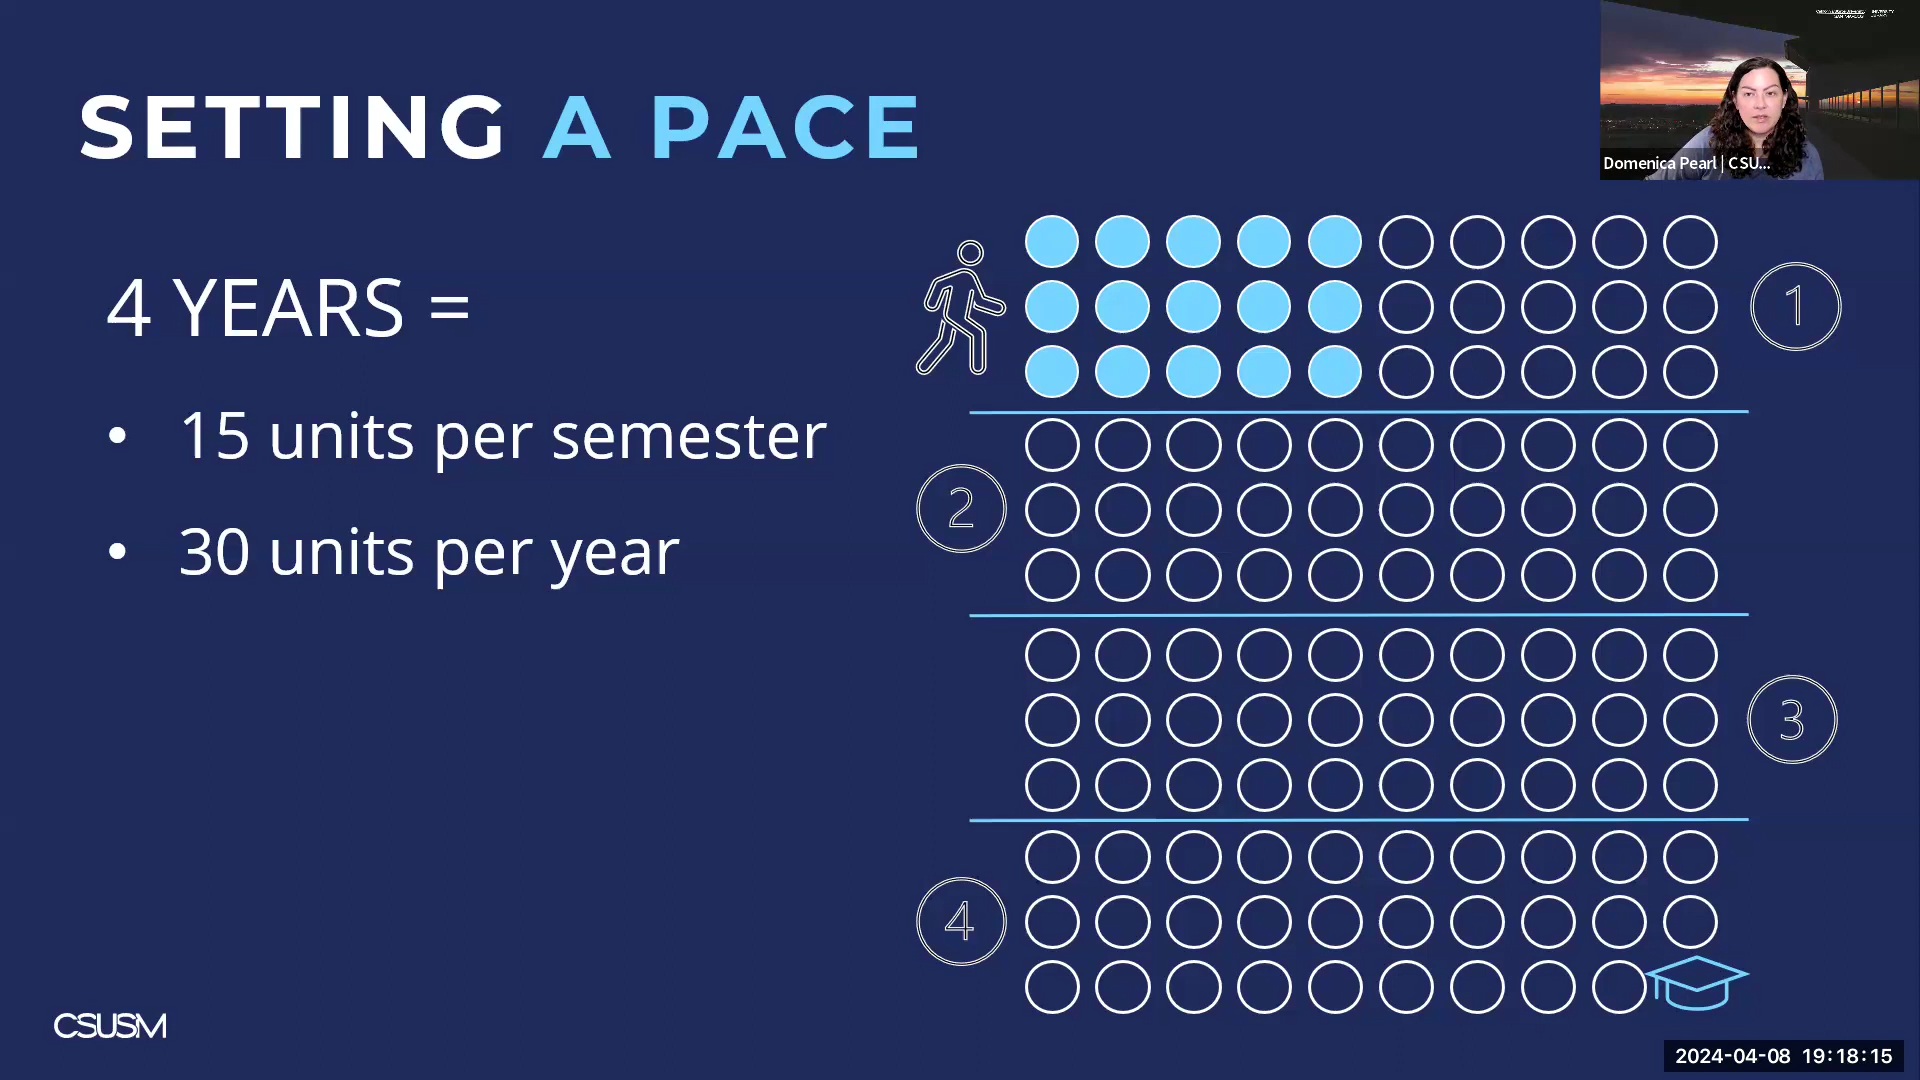 SETTING A PACE
Domenica Pearl | CSU...
4 YEARS =
• 15 units per semester
• 30 units per year
1
2
3
4
CSUSM
2024-04-08 19:18:15